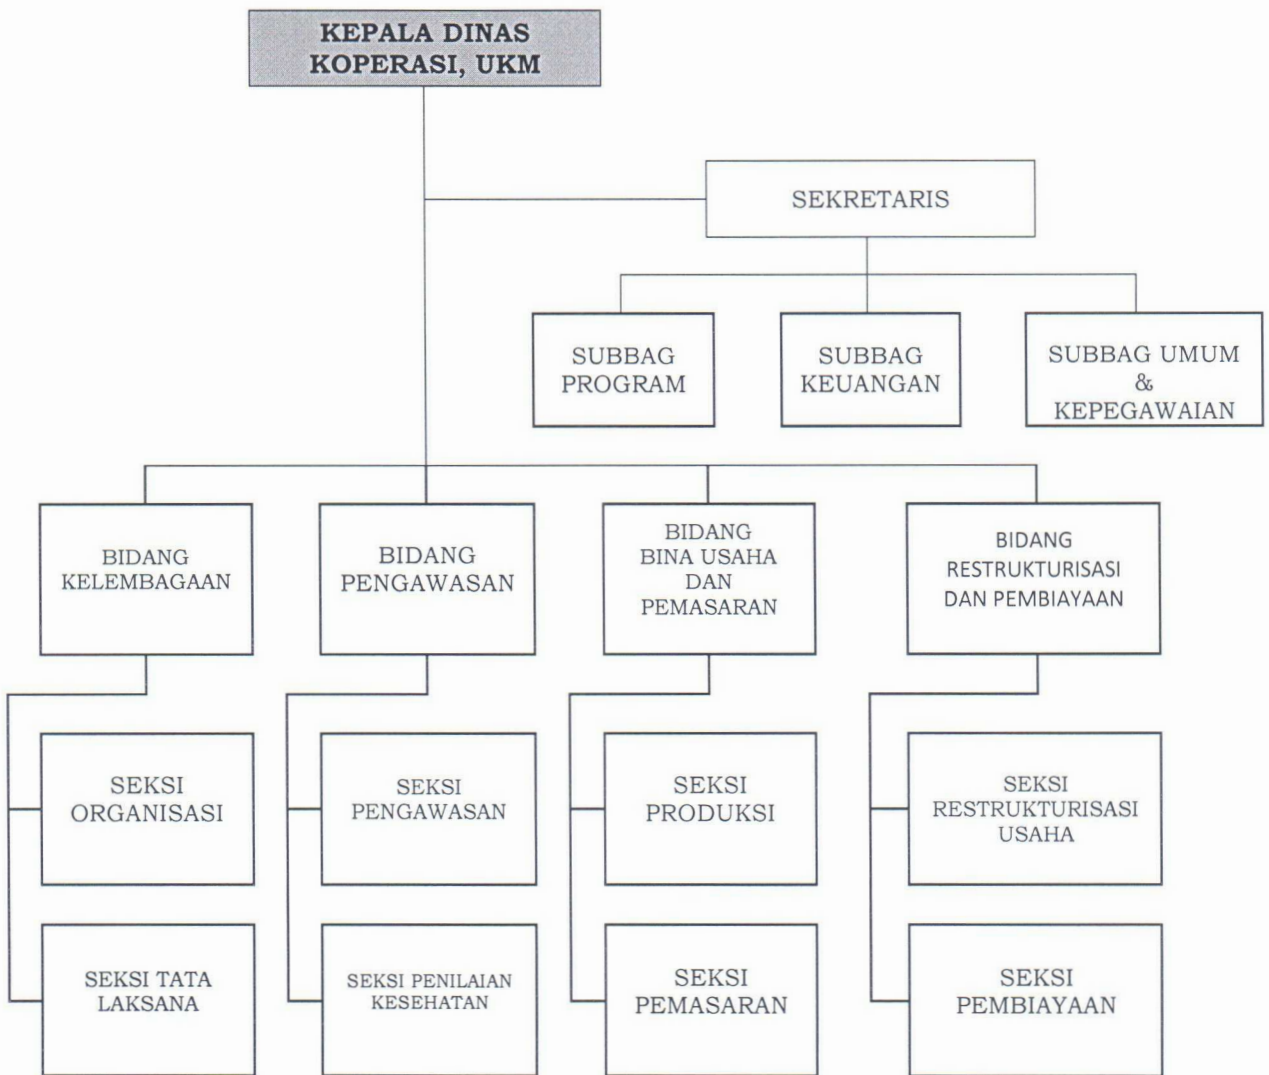 KEPALA DINAS
KOPERASI, UKM
SEKRETARIS
SUBBAG
PROGRAM
SUBBAG
KEUANGAN
SUBBAG UMUM
&
KEPEGAWAIAN
BIDANG
KELEMBAGAAN
BIDANG
PENGAWASAN
BIDANG
BINA USAHA
DAN
PEMASARAN
BIDANG
RESTRUKTURISASI
DAN PEMBIAYAAN
SEKSI
ORGANISASI
SEKSI
PENGAWASAN
SEKSI
PRODUKSI
SEKSI
RESTRUKTURISASI
USAHA
SEKSI TATA
LAKSANA
SEKSI PENILAIAN
KESEHATAN
SEKSI
PEMASARAN
SEKSI
PEMBIAYAAN